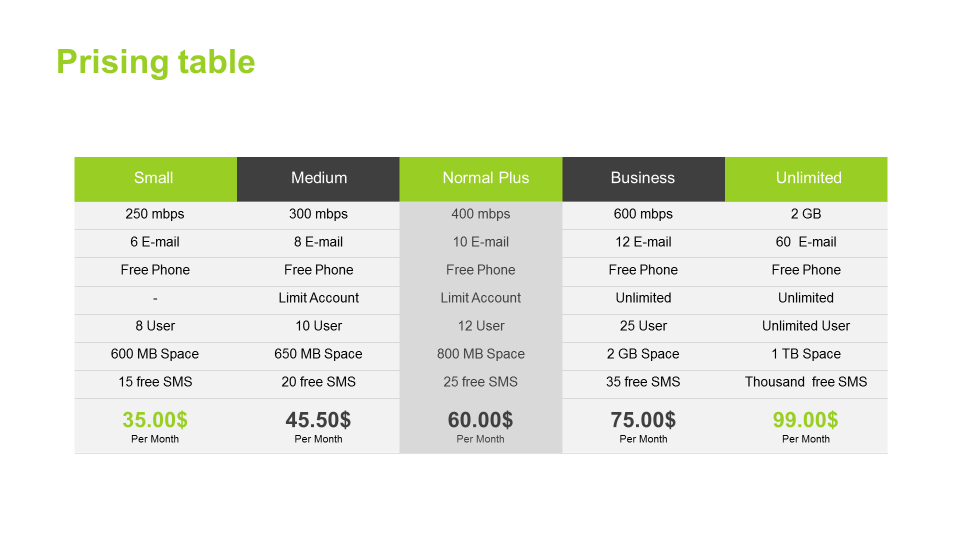 Prising table
Small Medium Normal Plus Business Unlimited
250 mbps 300 mbps 400 mbps 600 mbps 2 GB
6 E-mail 8 E-mail 10 E-mail 12 E-mail 60 E-mail
Free Phone Free Phone Free Phone Free Phone Free Phone
- Limit Account Limit Account Unlimited Unlimited
8 User 10 User 12 User 25 User Unlimited User
600 MB Space 650 MB Space 800 MB Space 2 GB Space 1 TB Space
15 free SMS 20 free SMS 25 free SMS 35 free SMS Thousand free SMS
35.00$ 45.50$ 60.00$ 75.00$ 99.00$
Per Month Per Month Per Month Per Month Per Month